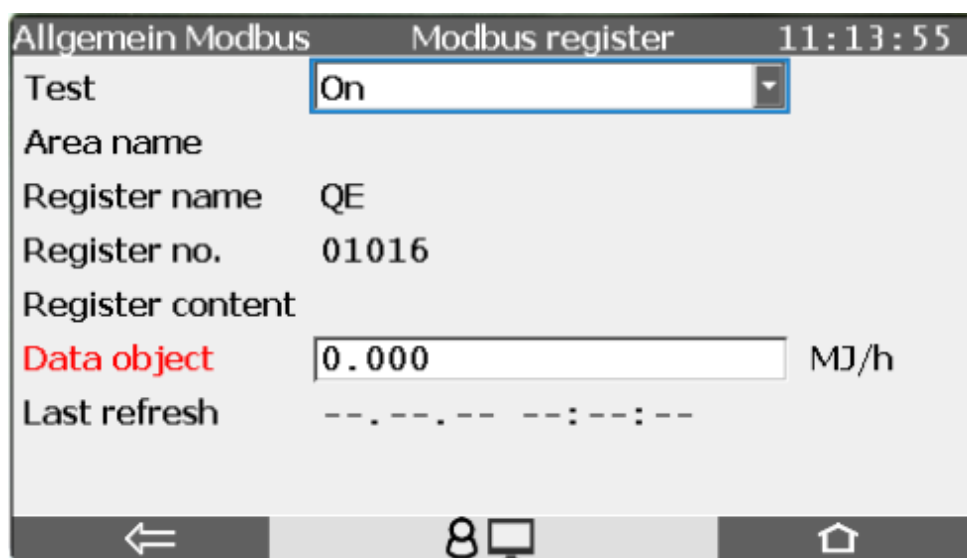 Allgemein Modbus Modbus register 11:13:55
Test On
Area name
Register name QE
Register no. 01016
Register content
Data object 0.000 MJ/h
Last refresh --.--.-- --:--:--